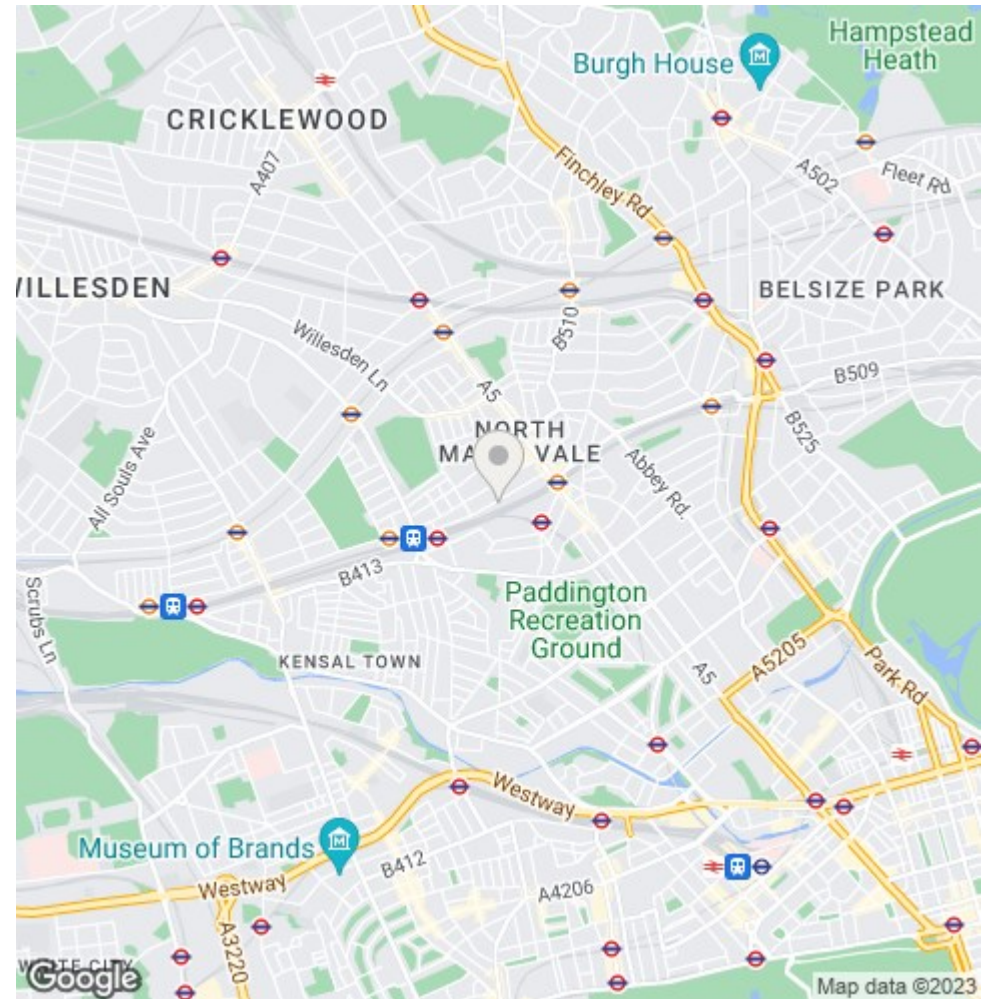 Hampstead
Heath
Burgh House
CRICKLEWOOD
A407
Finchley Rd
A502
Fleet Rd
WILLESDEN
BELSIZE PARK
B510
Willesden Ln
A5
B509
B525
NORTH
VALE
Abbey Rd.
All Souls Ave
B413
Scrubs Ln
Paddington
Recreation
Ground
KENSAL TOWN
A5
A5205
Park Rd
Westway
Museum of Brands
B412
Westway
A4206
A3220
WHITE CITY
Google
Map data ©2023